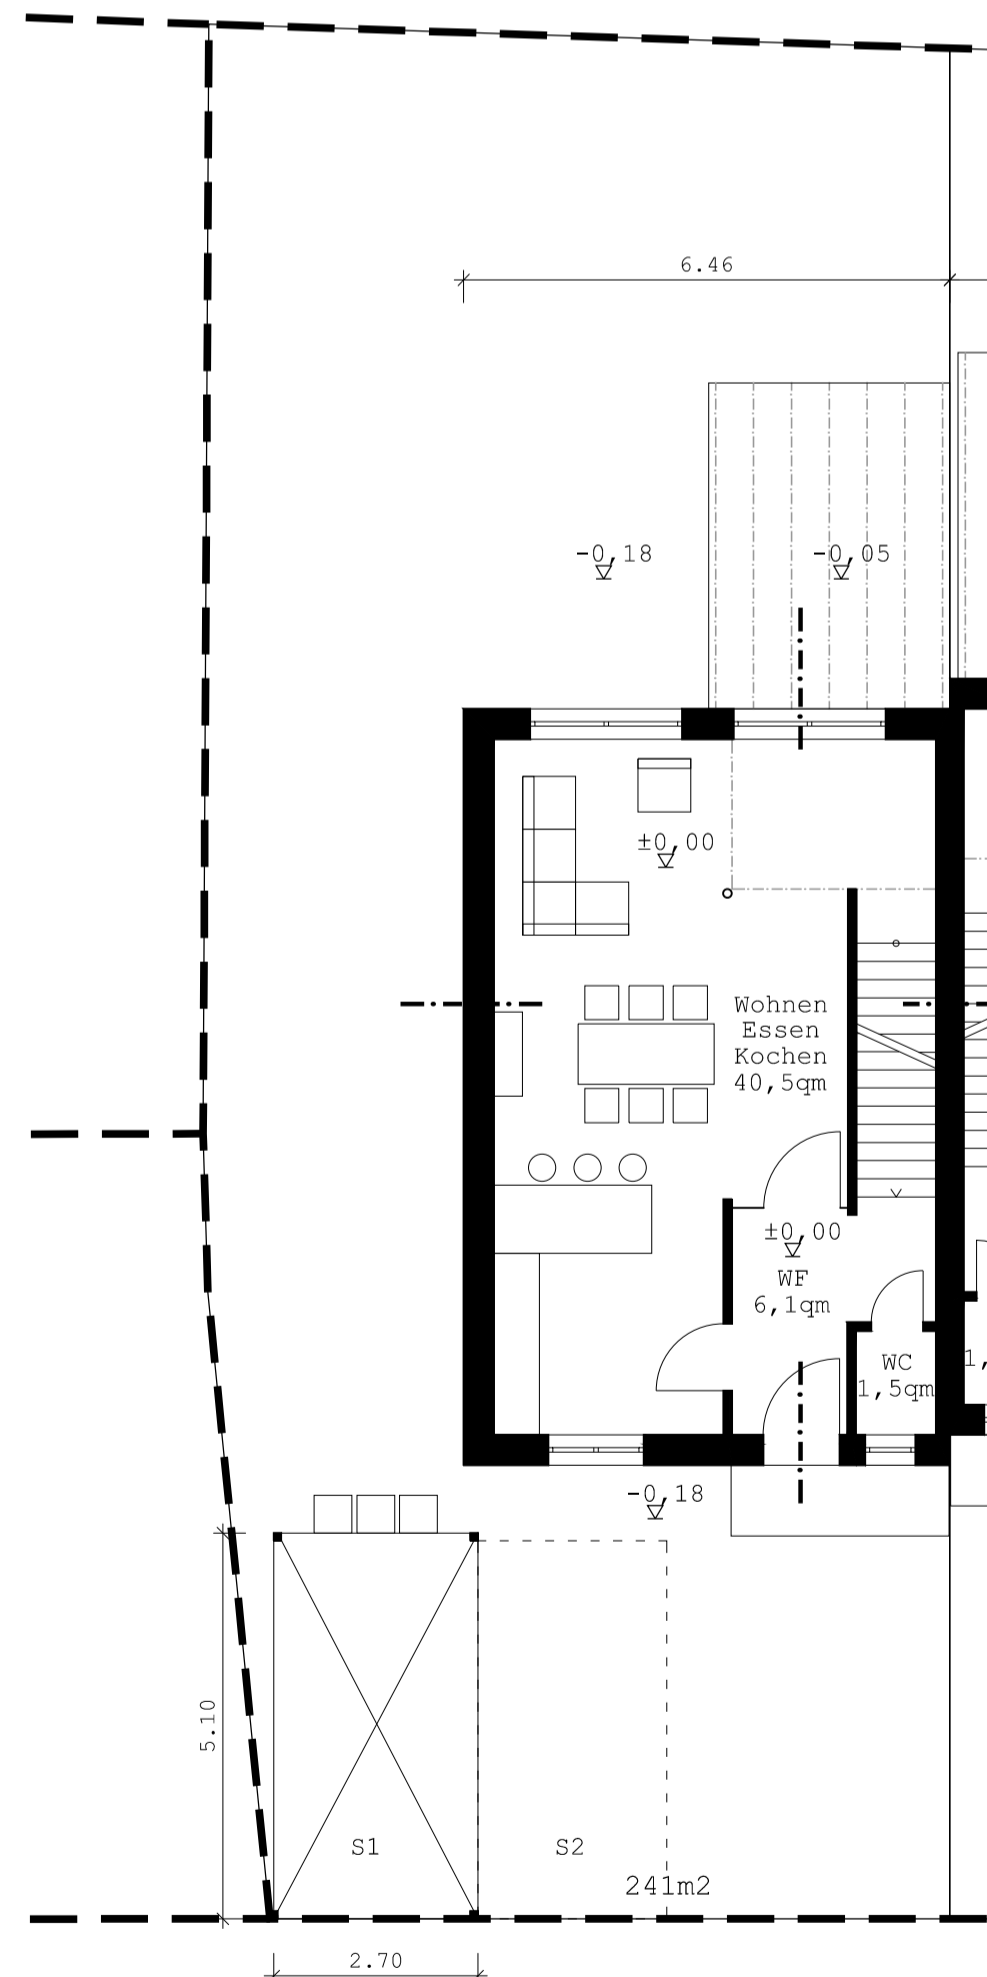 6.46
-0,18
-0,05
±0,00
Wohnen
Essen
Kochen
40,5qm
±0,00
WF
6,1qm
WC
1,5qm
1,
-0,18
5.10
S1
S2
241m2
2.70